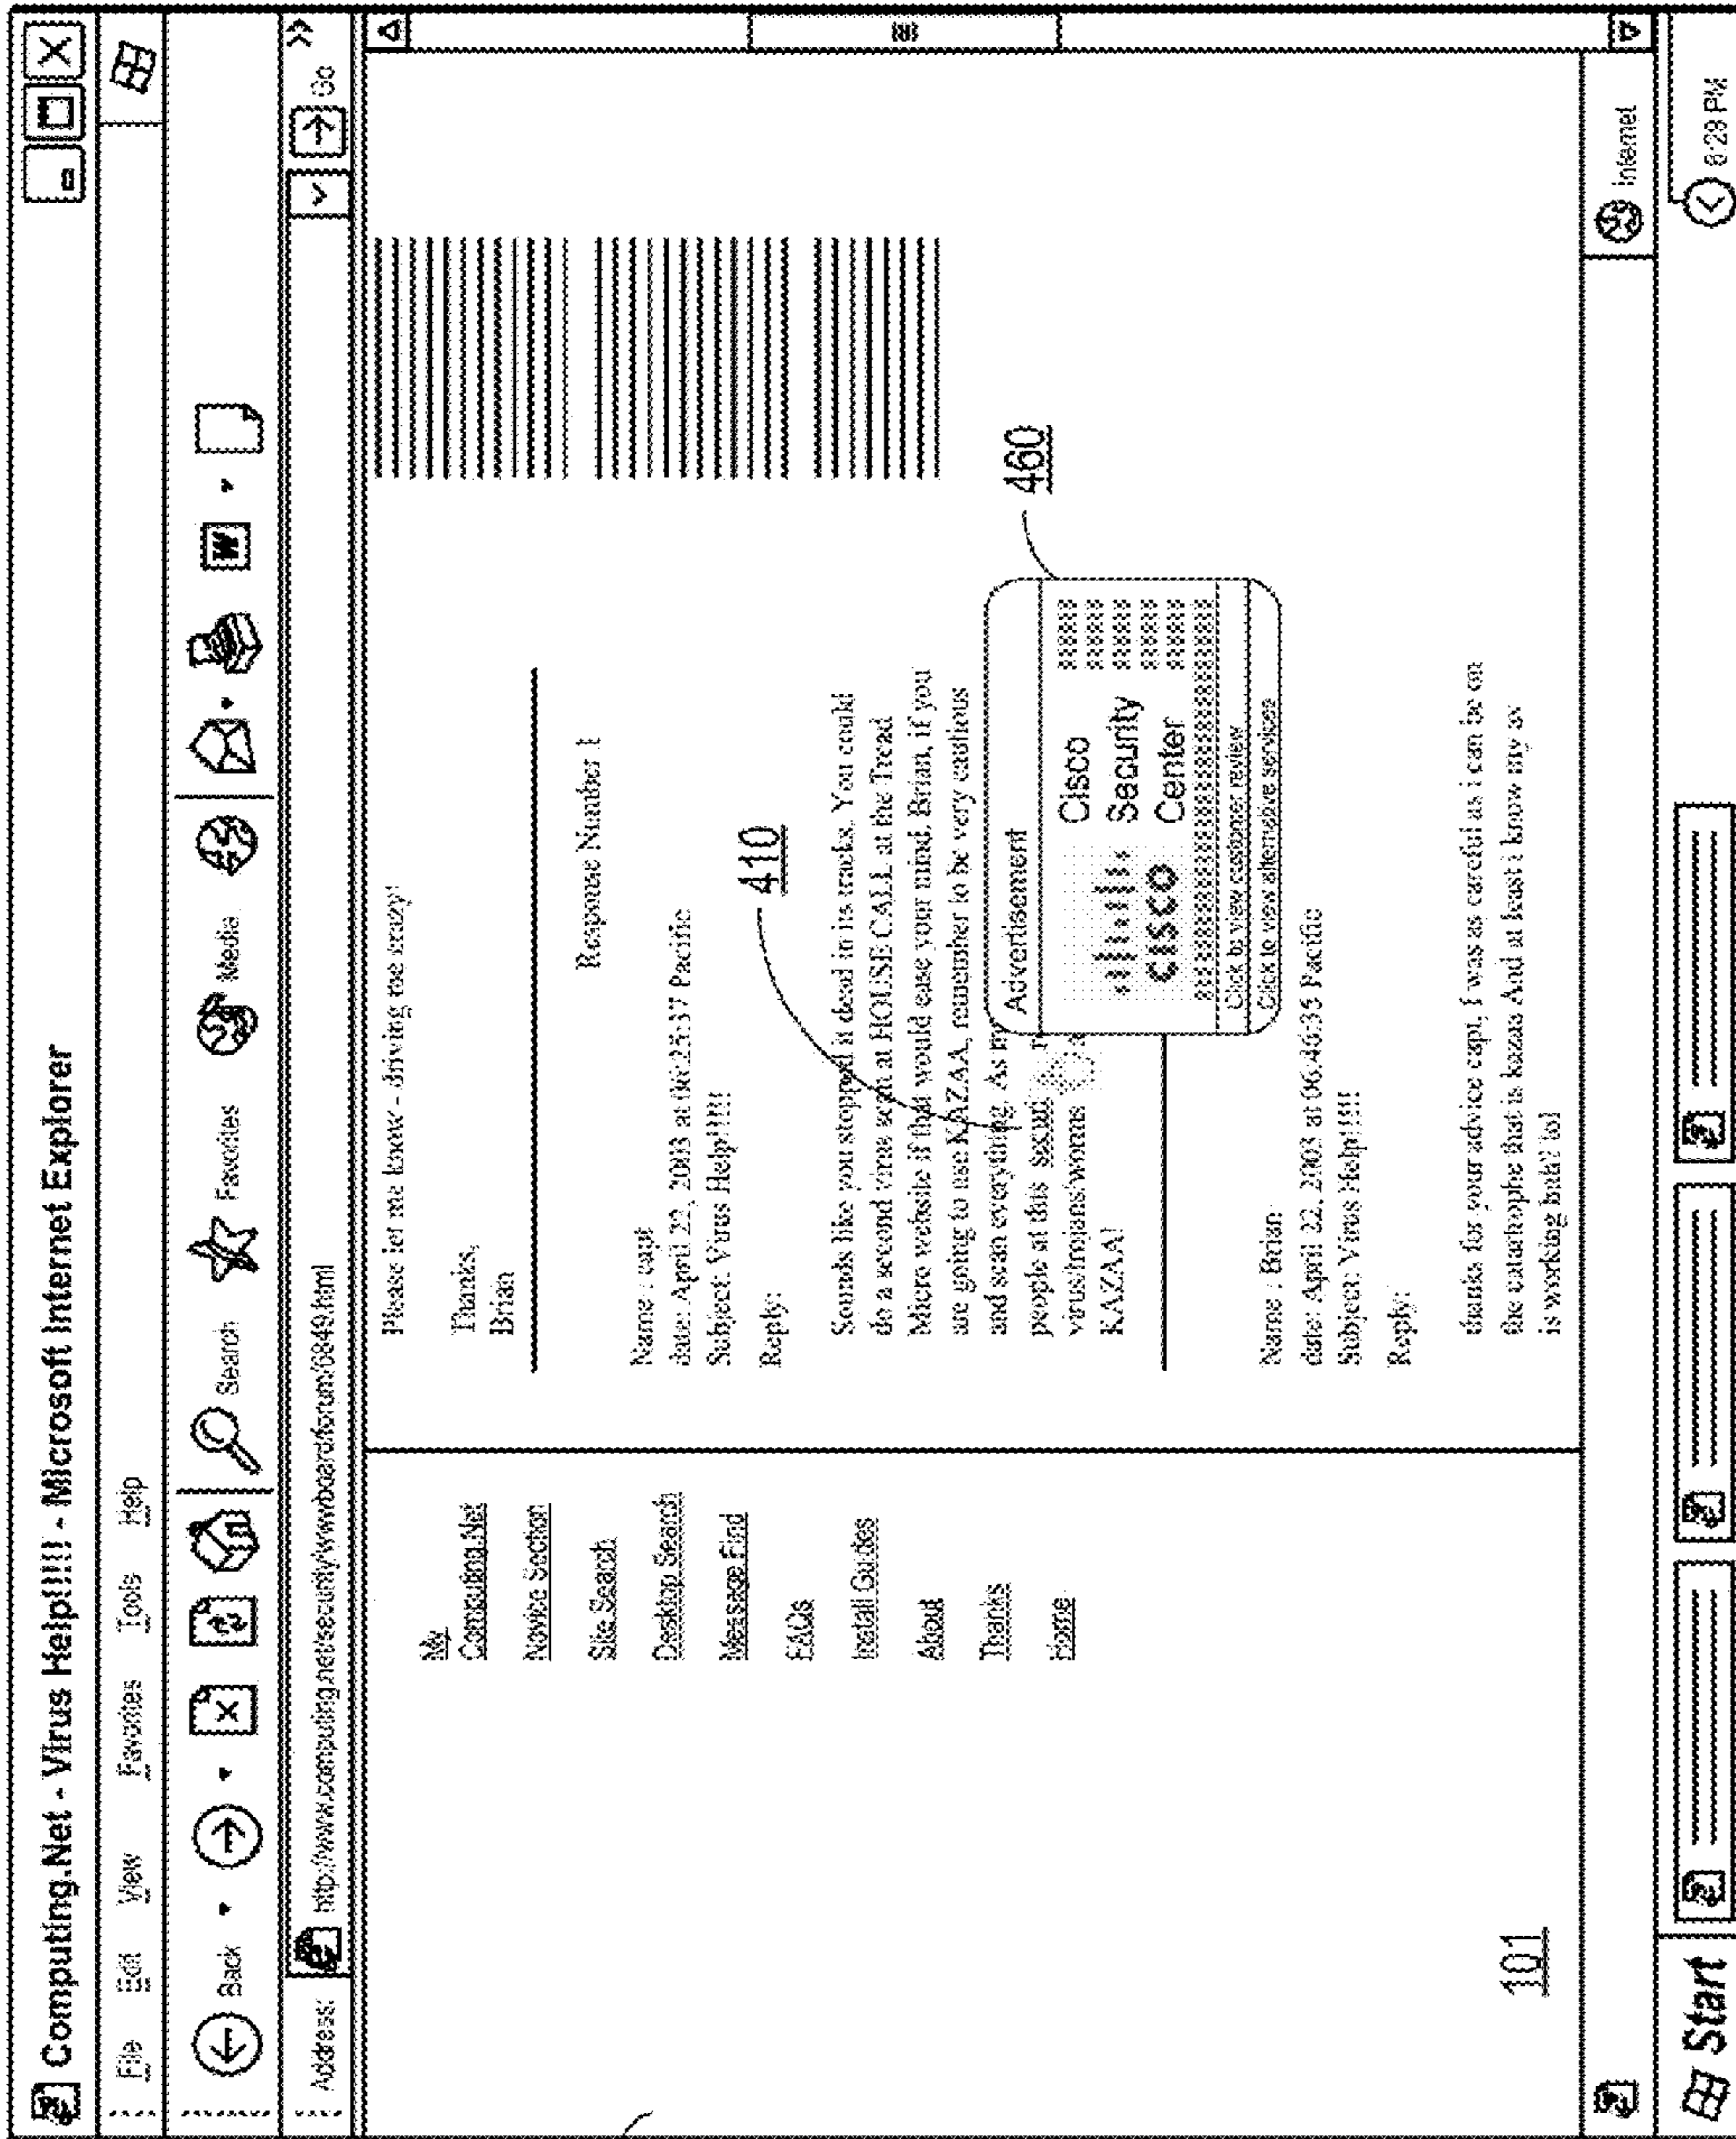 Computing.Net - Virus Help!!!! - Microsoft Internet Explorer
File Edit View Favorites Tools Help
Back Search Favorites Media W
Address: http://www.computing.net/security/wwwboard/forum/6849.html Go
My
Computing.Net
Novice Section
Site Search
Desktop Search
Message Find
FAQs
Install Guides
About
Thanks
Home
101
Please let me know - driving me crazy!
Thanks,
Brian
Response Number 1
Name : capt
date: April 22, 2003 at 06:25:37 Pacific
Subject: Virus Help!!!!!
Reply:
410
Sounds like you stopped it dead in its tracks. You could
do a second virus scan at HOUSE CALL at the Tread
Micro website if that would ease your mind. Brian, if you
are going to use KAZAA, remember to be very cautious
and scan everything. As my
people at this Securi
virus/trojans/worms
KAZAA!
460
Advertisement
cisco
Cisco
Security
Center
Click to view customer review
Click to view alternative services
Name : Brian
date: April 22, 2003 at 06:46:35 Pacific
Subject: Virus Help!!!!!
Reply:
thanks for your advice capt, I was as careful as i can be on
the catastrophe that is kazaa And at least i know my av
is working huh? lol
Internet
Start 8:28 PM